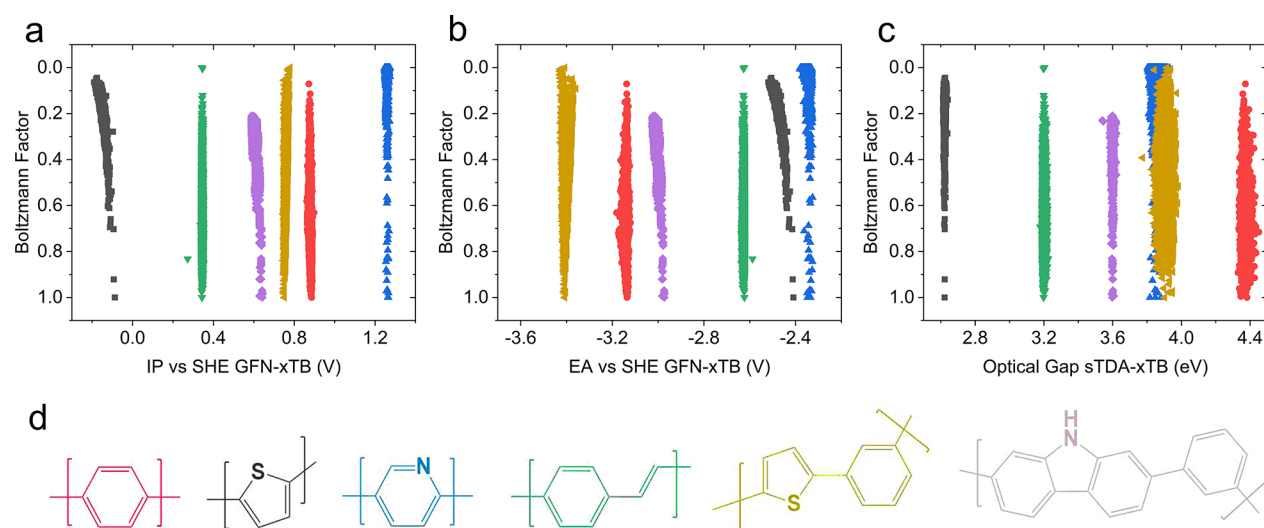 a
b
c
0.0
0.2
0.4
0.6
0.8
1.0
Boltzmann Factor
0.0
0.4
0.8
1.2
IP vs SHE GFN-xTB (V)
0.0
0.2
0.4
0.6
0.8
1.0
Boltzmann Factor
-3.6
-3.2
-2.8
-2.4
EA vs SHE GFN-xTB (V)
0.0
0.2
0.4
0.6
0.8
1.0
Boltzmann Factor
2.8
3.2
3.6
4.0
4.4
Optical Gap sTDA-xTB (eV)
d
S
N
S
H
N